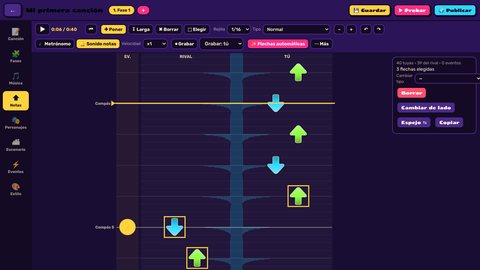 Mi primera canción
1. Fase 1
+
Guardar
Probar
Publicar
0:06 / 0:40
+ Poner
Larga
Borrar
Elegir
Rejilla
1/16
Tipo
Normal
Metrónomo
Sonido notas
Velocidad
x1
Grabar
Grabar: tú
Flechas automáticas
Más
Canción
Fases
Música
Notas
Personajes
Escenario
Eventos
Estilo
EV.
RIVAL
TÚ
Compás
Compás 5
40 tuyas · 39 del rival · 0 eventos
3 flechas elegidas
Cambiar tipo
Borrar
Cambiar de lado
Espejo
Copiar